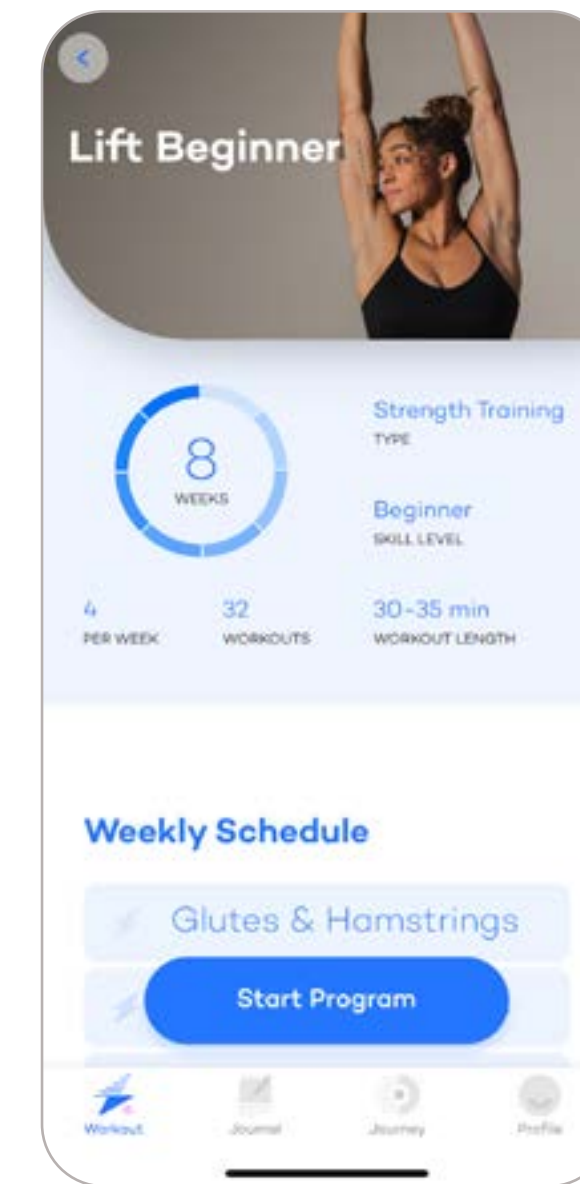 Lift Beginner
8
WEEKS
Strength Training
TYPE
Beginner
SKILL LEVEL
4
PER WEEK
32
WORKOUTS
30-35 min
WORKOUT LENGTH
Weekly Schedule
Glutes & Hamstrings
Start Program
Workout
Journal
Journey
Profile